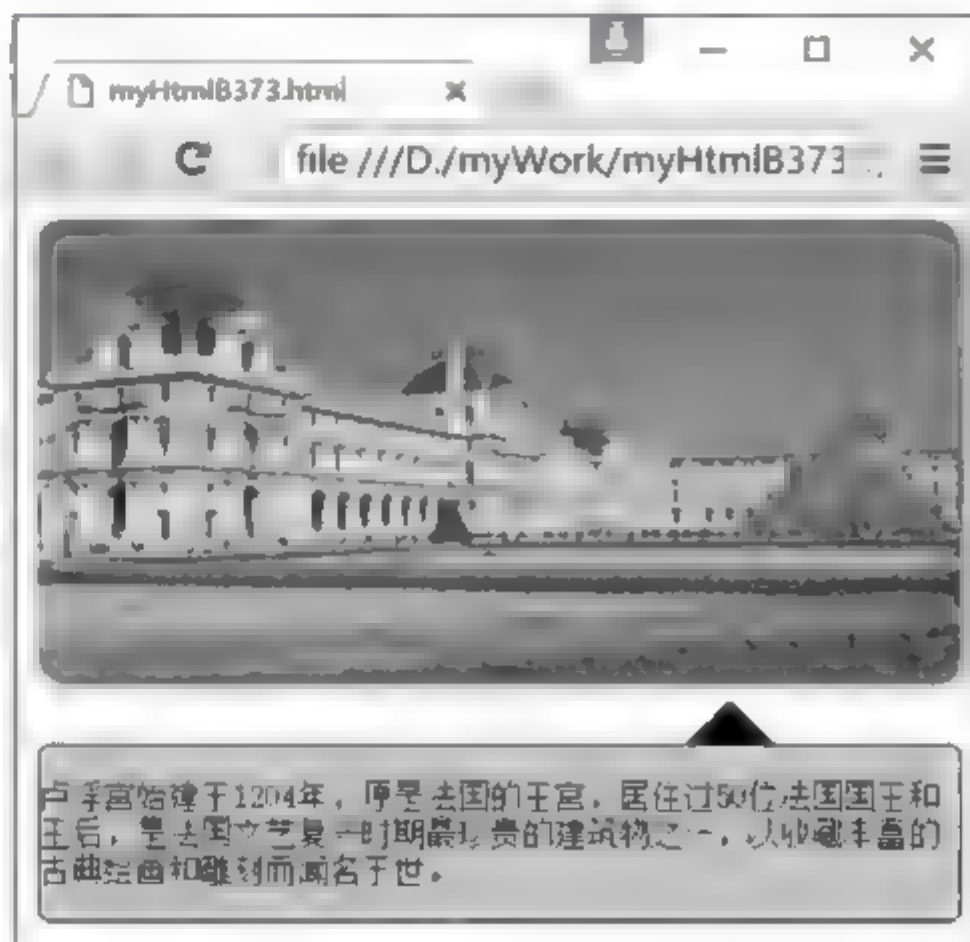 myHtmlB373.html
file:///D:/myWork/myHtmlB373
卢浮宫始建于1204年，原是法国的王宫，居住过50位法国国王和
王后，是法国文艺复兴时期最珍贵的建筑物之一，以收藏丰富的
古典绘画和雕刻而闻名于世。